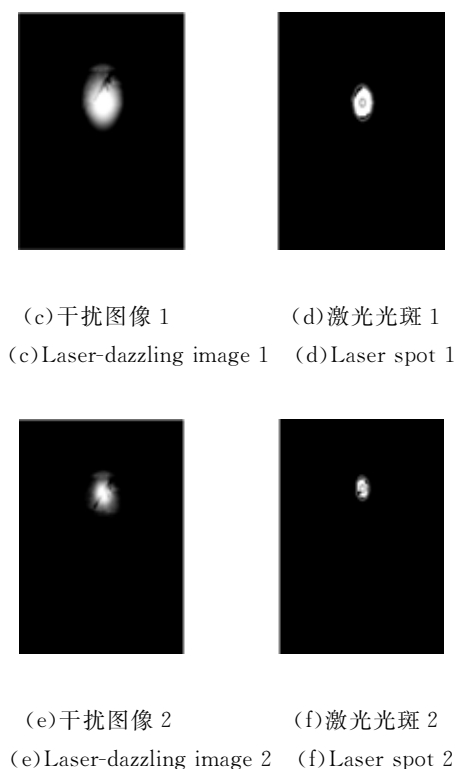 (c)干扰图像 1 (d)激光光斑 1
(c)Laser-dazzling image 1 (d)Laser spot 1
(e)干扰图像 2 (f)激光光斑 2
(e)Laser-dazzling image 2 (f)Laser spot 2